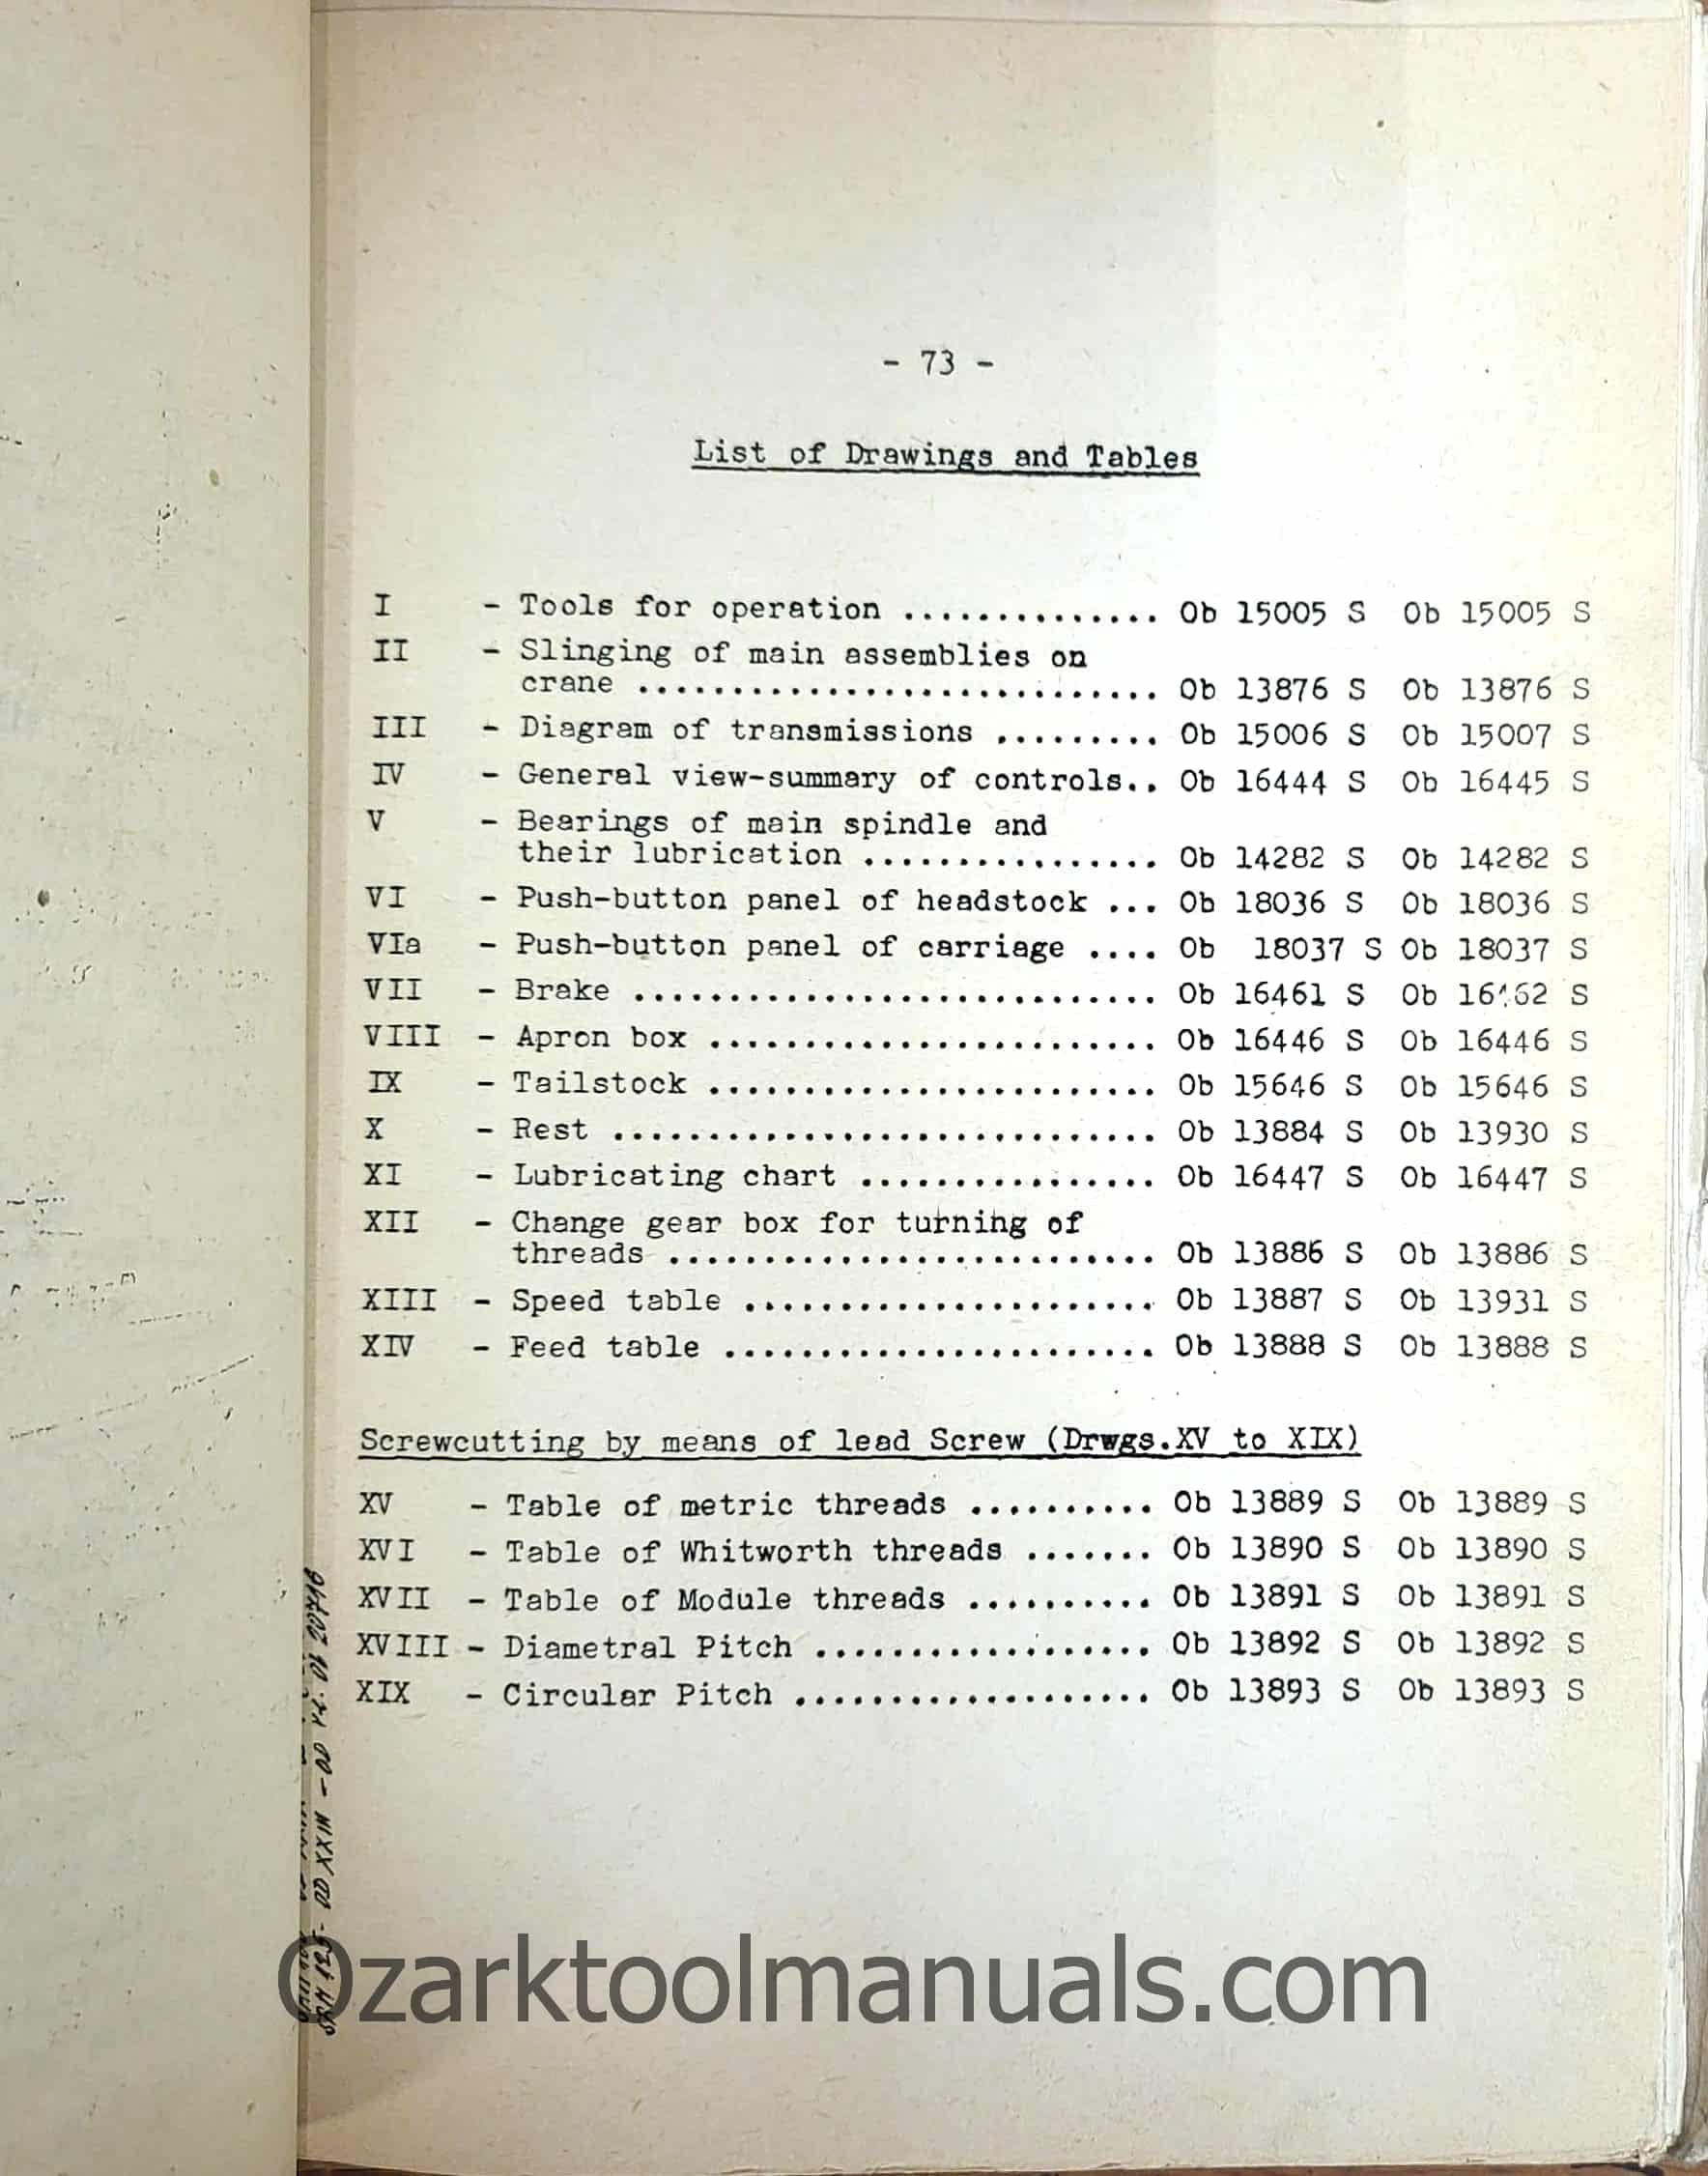 - 73 -
List of Drawings and Tables
I - Tools for operation .............. Ob 15005 S Ob 15005 S
II - Slinging of main assemblies on
crane ........................... Ob 13876 S Ob 13876 S
III - Diagram of transmissions ......... Ob 15006 S Ob 15007 S
IV - General view-summary of controls.. Ob 16444 S Ob 16445 S
V - Bearings of main spindle and
their lubrication ................ Ob 14282 S Ob 14282 S
VI - Push-button panel of headstock ... Ob 18036 S Ob 18036 S
VIa - Push-button panel of carriage .... Ob 18037 S Ob 18037 S
VII - Brake ............................ Ob 16461 S Ob S
VIII - Apron box ........................ Ob 16446 S Ob 16446 S
IX - Tailstock ........................ Ob 15646 S Ob 15646 S
X - Rest ............................. Ob 13884 S Ob 13930 S
XI - Lubricating chart ................ Ob 16447 S Ob 16447 S
XII - Change gear box for turning of
threads .......................... Ob 13886 S Ob 13886 S
XIII - Speed table ...................... Ob 13887 S Ob 13931 S
XIV - Feed table ....................... Ob 13888 S Ob 13888 S
Screwcutting by means of lead Screw (Drwgs.XV to XIX)
XV - Table of metric threads .......... Ob 13889 S Ob 13889 S
XVI - Table of Whitworth threads ....... Ob 13890 S Ob 13890 S
XVII - Table of Module threads .......... Ob 13891 S Ob 13891 S
XVIII - Diametral Pitch .................. Ob 13892 S Ob 13892 S
XIX - Circular Pitch ................... Ob 13893 S Ob 13893 S
Ozarktoolmanuals.com